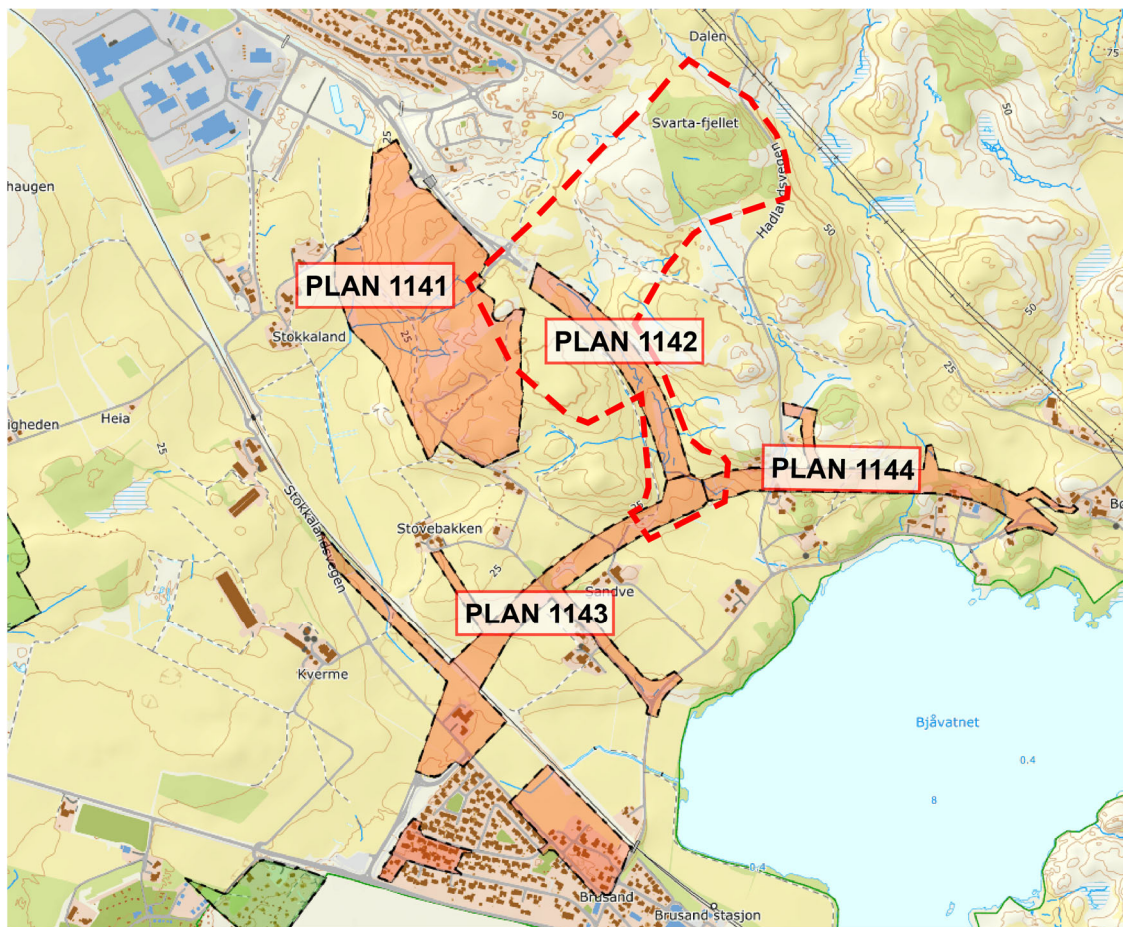 Dalen
75
50
Svarta-fjellet
25
haugen
Hadlandsvegen
50
PLAN 1141
50
Stokkaland
25
PLAN 1142
25
Heia
igheden
25
PLAN 1144
Stokkalandsvegen
25
Bø
Stovebakken
25
Sandve
PLAN 1143
Kverme
Bjåvatnet
0.4
8
0.4
Brusand
Brusand stasjon